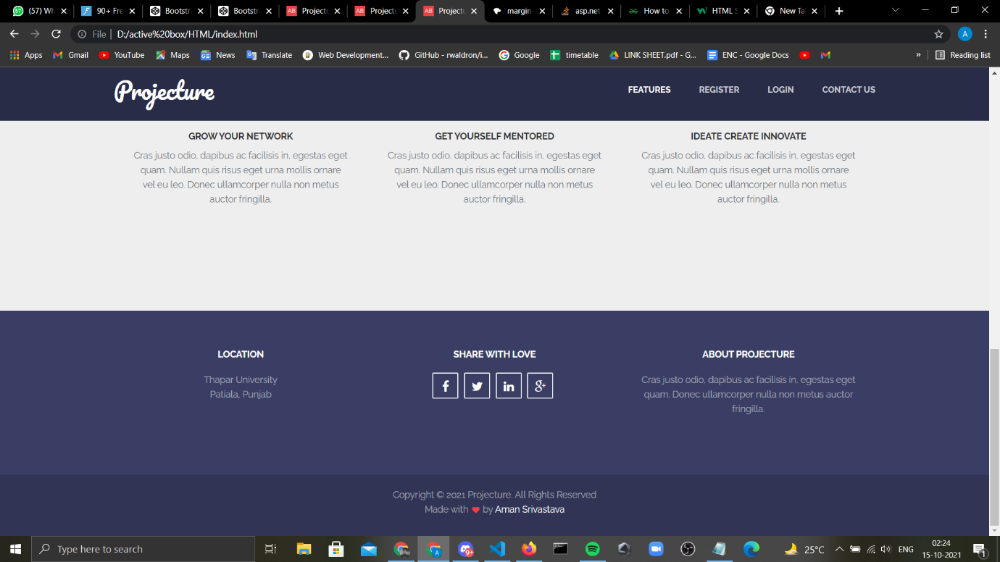 (57) Wh
90+ Fre
Bootstr
Bootstr
Projectu
Projectu
Projectu
margin-
asp.net
How to
HTML S
New Ta
File
D:/active%20box/HTML/index.html
A
Apps
Gmail
YouTube
Maps
News
Translate
Web Development...
GitHub - rwaldron/i...
Google
timetable
LINK SHEET.pdf - G...
ENC - Google Docs
»
Reading list
Projecture
FEATURES
REGISTER
LOGIN
CONTACT US
GROW YOUR NETWORK
Cras justo odio, dapibus ac facilisis in, egestas eget
quam. Nullam quis risus eget urna mollis ornare
vel eu leo. Donec ullamcorper nulla non metus
auctor fringilla.
GET YOURSELF MENTORED
Cras justo odio, dapibus ac facilisis in, egestas eget
quam. Nullam quis risus eget urna mollis ornare
vel eu leo. Donec ullamcorper nulla non metus
auctor fringilla.
IDEATE CREATE INNOVATE
Cras justo odio, dapibus ac facilisis in, egestas eget
quam. Nullam quis risus eget urna mollis ornare
vel eu leo. Donec ullamcorper nulla non metus
auctor fringilla.
LOCATION
Thapar University
Patiala, Punjab
SHARE WITH LOVE
ABOUT PROJECTURE
Cras justo odio, dapibus ac facilisis in, egestas eget
quam. Donec ullamcorper nulla non metus auctor
fringilla.
Copyright © 2021 Projecture. All Rights Reserved
Made with ❤ by Aman Srivastava
Type here to search
25°C
ENG
02:24
15-10-2021
1